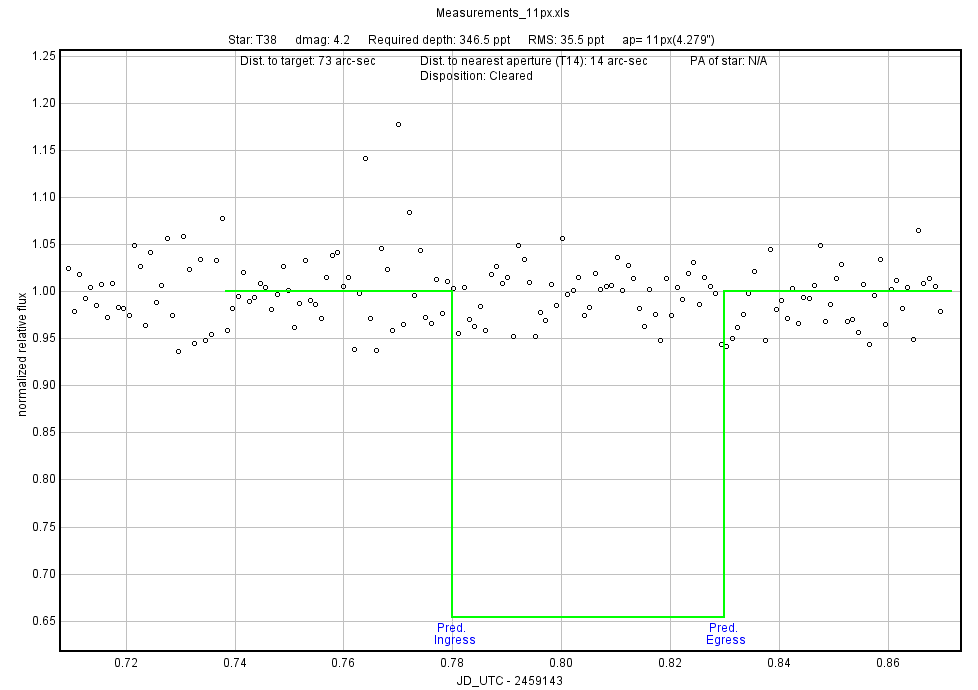 Measurements_11px.xls
Star: T38 dmag: 4.2 Required depth: 346.5 ppt RMS: 35.5 ppt ap= 11px(4.279")
Dist. to target: 73 arc-sec Dist. to nearest aperture (T14): 14 arc-sec PA of star: N/A
Disposition: Cleared
1.25
1.20
1.15
1.10
1.05
1.00
0.95
0.90
0.85
0.80
0.75
0.70
0.65
normalized relative flux
Pred.
Ingress
Pred.
Egress
0.72 0.74 0.76 0.78 0.80 0.82 0.84 0.86
JD_UTC - 2459143